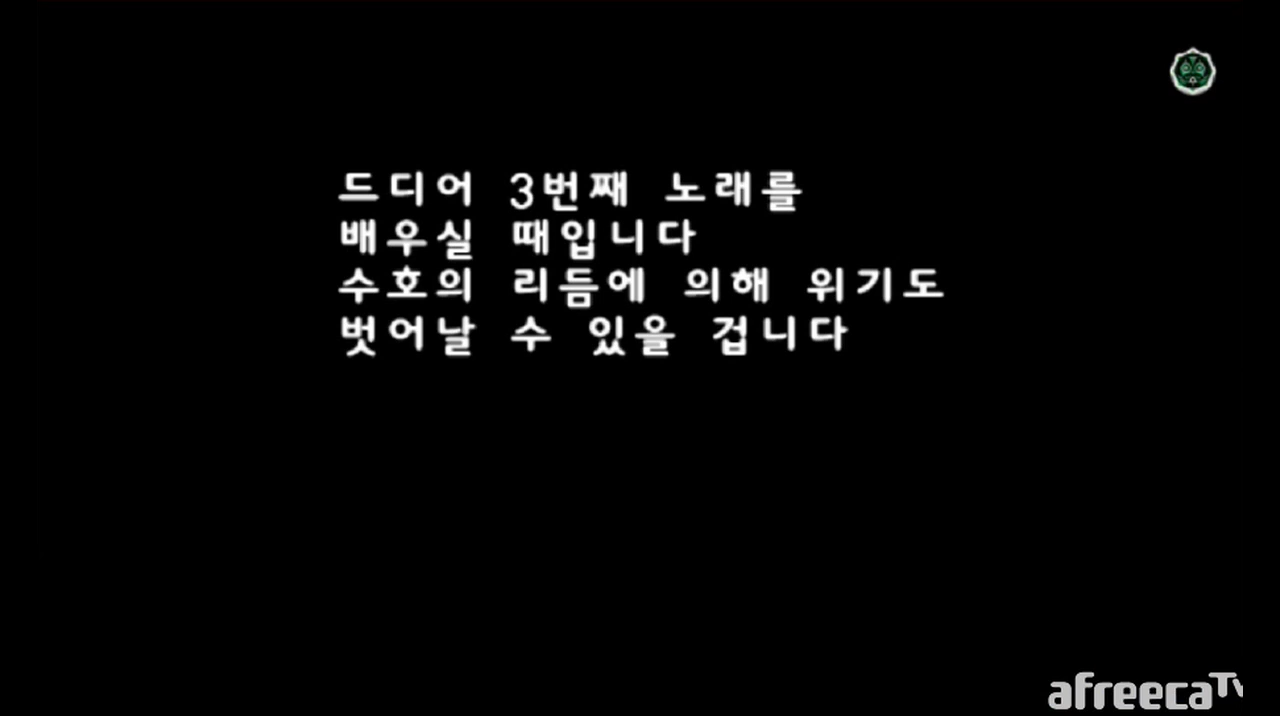 드디어 3번째 노래를
배우실 때입니다
수호의 리듬에 의해 위기도
벗어날 수 있을 겁니다
afreecaTV